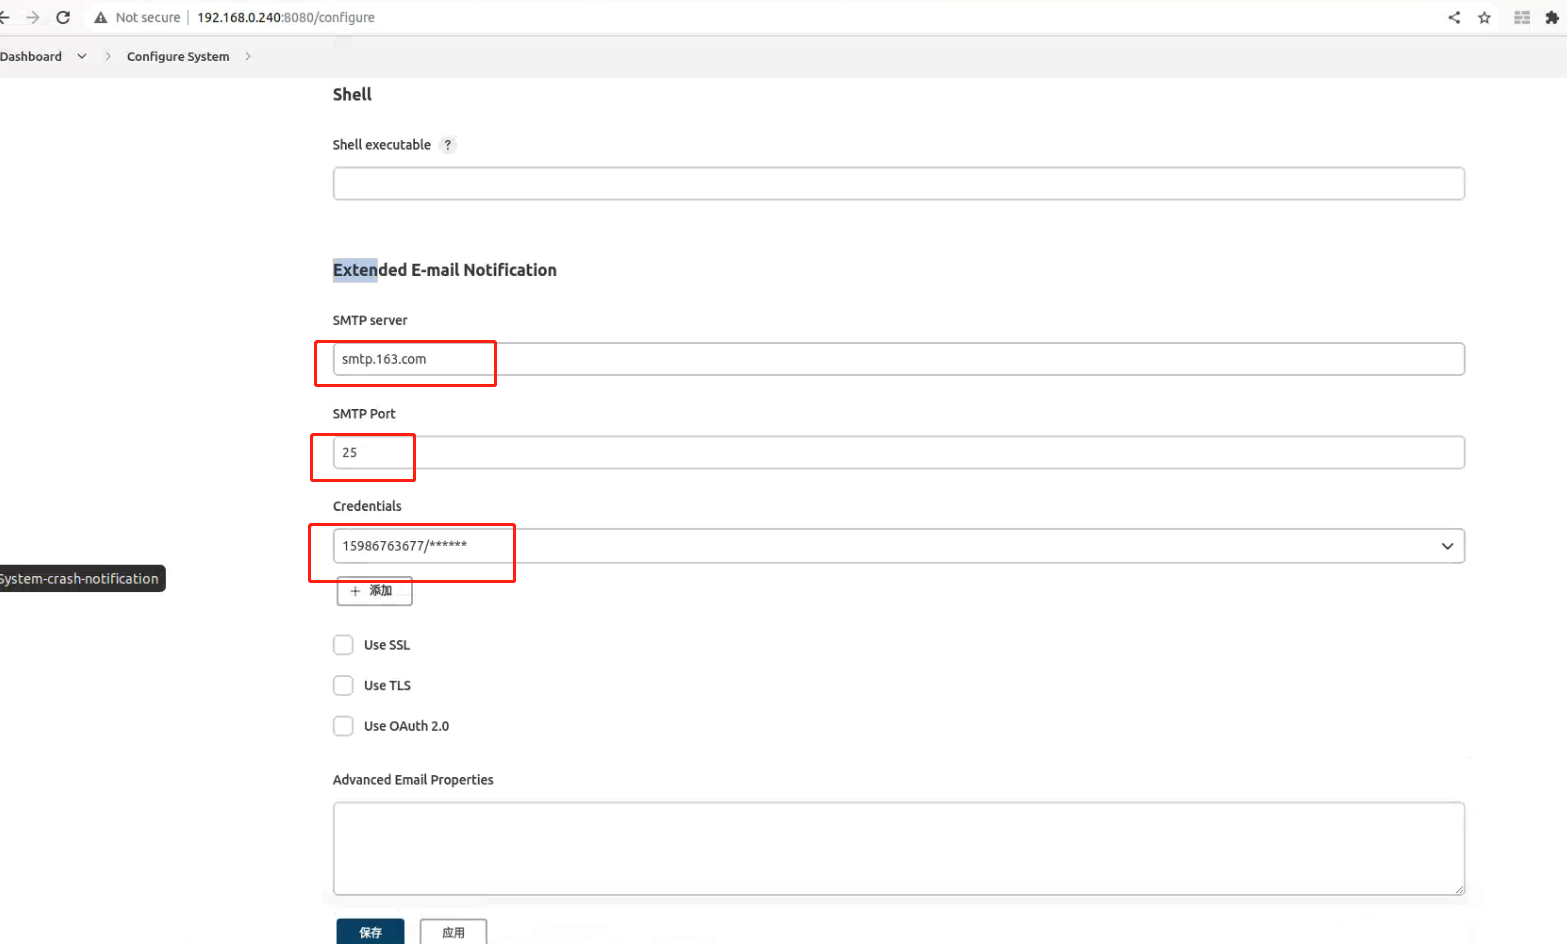 Not secure 192.168.0.240:8080/configure
Dashboard Configure System
Shell
Shell executable ?
Extended E-mail Notification
SMTP server
smtp.163.com
SMTP Port
25
Credentials
15986763677/******
System-crash-notification
+ 添加
Use SSL
Use TLS
Use OAuth 2.0
Advanced Email Properties
保存 应用